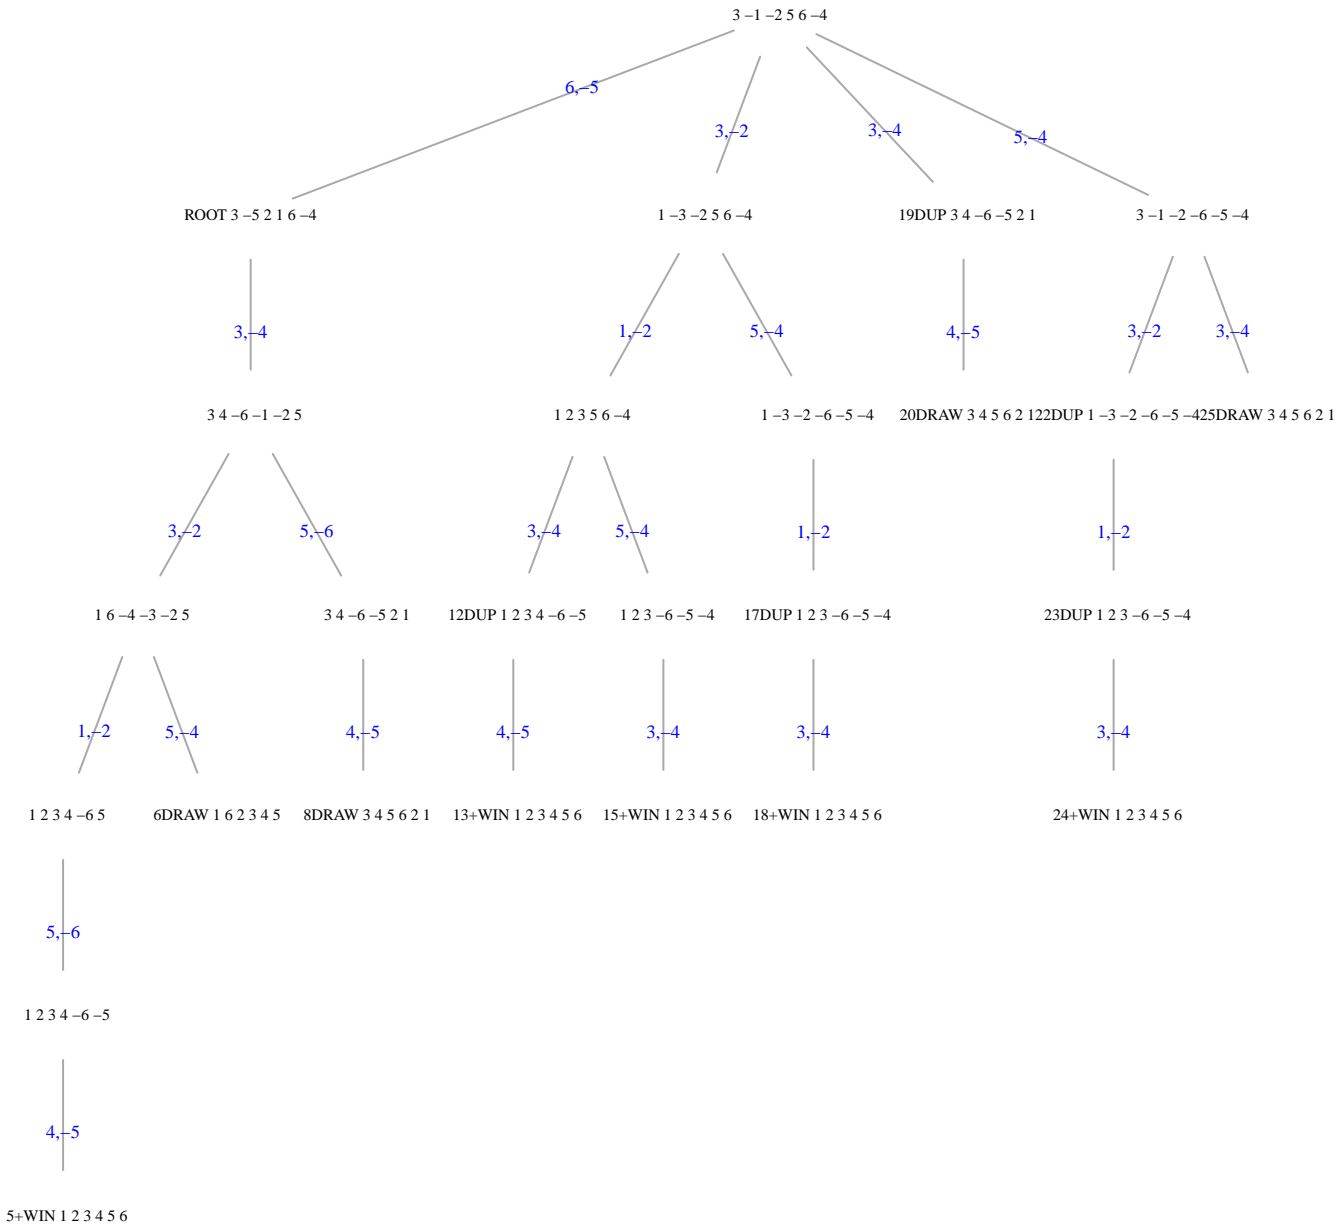 3 –1 –2 5 6 –4
6,–5
3,–2
3,–4
5,–4
ROOT 3 –5 2 1 6 –4
1 –3 –2 5 6 –4
19DUP 3 4 –6 –5 2 1
3 –1 –2 –6 –5 –4
3,–4
1,–2
5,–4
4,–5
3,–2
3,–4
3 4 –6 –1 –2 5
1 2 3 5 6 –4
1 –3 –2 –6 –5 –4
20DRAW 3 4 5 6 2 1
22DUP 1 –3 –2 –6 –5 –4
25DRAW 3 4 5 6 2 1
3,–2
5,–6
3,–4
5,–4
1,–2
1,–2
1 6 –4 –3 –2 5
3 4 –6 –5 2 1
12DUP 1 2 3 4 –6 –5
1 2 3 –6 –5 –4
17DUP 1 2 3 –6 –5 –4
23DUP 1 2 3 –6 –5 –4
1,–2
5,–4
4,–5
4,–5
3,–4
3,–4
3,–4
1 2 3 4 –6 5
6DRAW 1 6 2 3 4 5
8DRAW 3 4 5 6 2 1
13+WIN 1 2 3 4 5 6
15+WIN 1 2 3 4 5 6
18+WIN 1 2 3 4 5 6
24+WIN 1 2 3 4 5 6
5,–6
1 2 3 4 –6 –5
4,–5
5+WIN 1 2 3 4 5 6